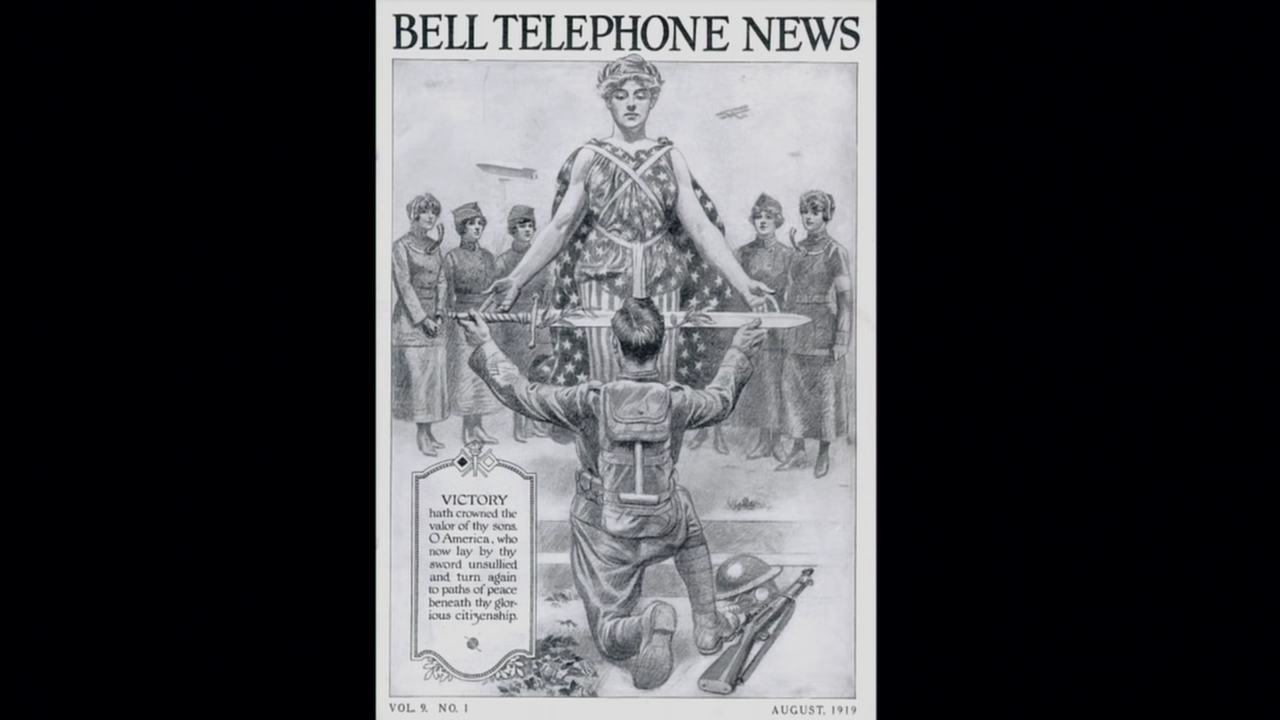 BELL TELEPHONE NEWS
VICTORY
hath crowned the
valor of thy sons.
O America, who
now lay by thy
sword unsullied
and turn again
to paths of peace
beneath thy glor-
ious citizenship.
VOL. 9. NO. 1
AUGUST, 1919